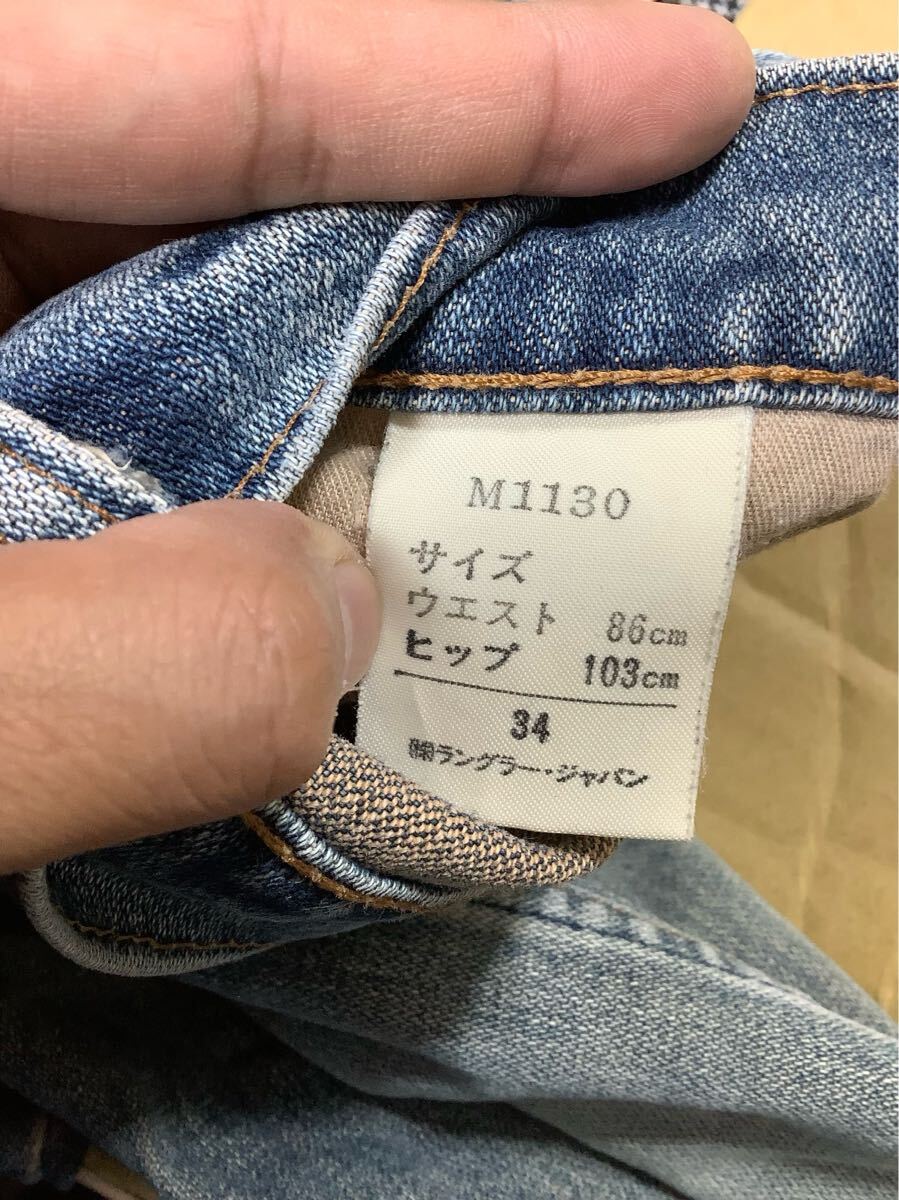 M1130
サイズ
ウエスト 86cm
ヒップ 103cm
34
㈱ラングラー・ジャパン